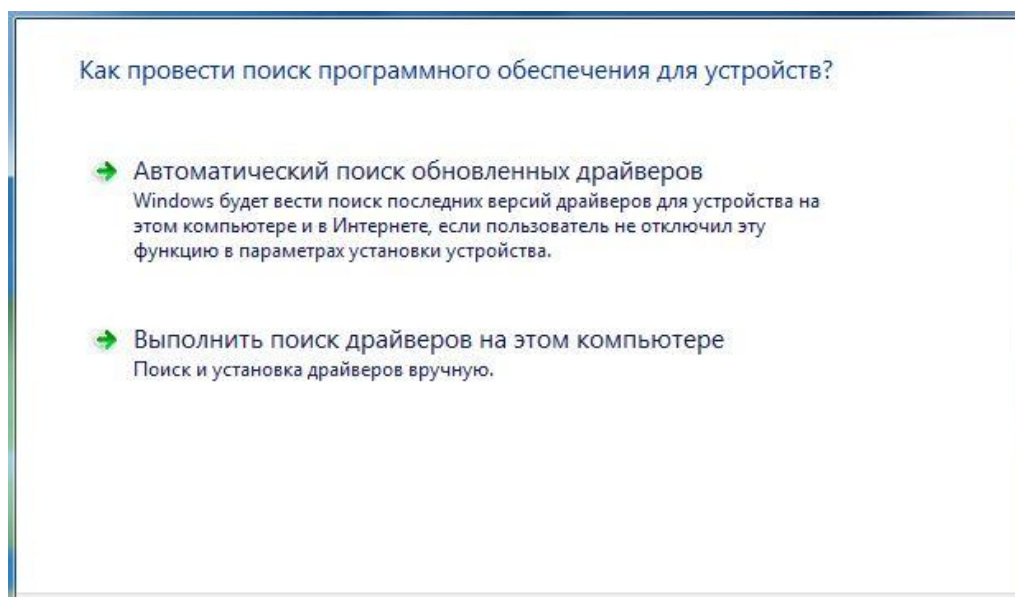 Как провести поиск программного обеспечения для устройств?
Автоматический поиск обновленных драйверов
Windows будет вести поиск последних версий драйверов для устройства на
этом компьютере и в Интернете, если пользователь не отключил эту
функцию в параметрах установки устройства.
Выполнить поиск драйверов на этом компьютере
Поиск и установка драйверов вручную.